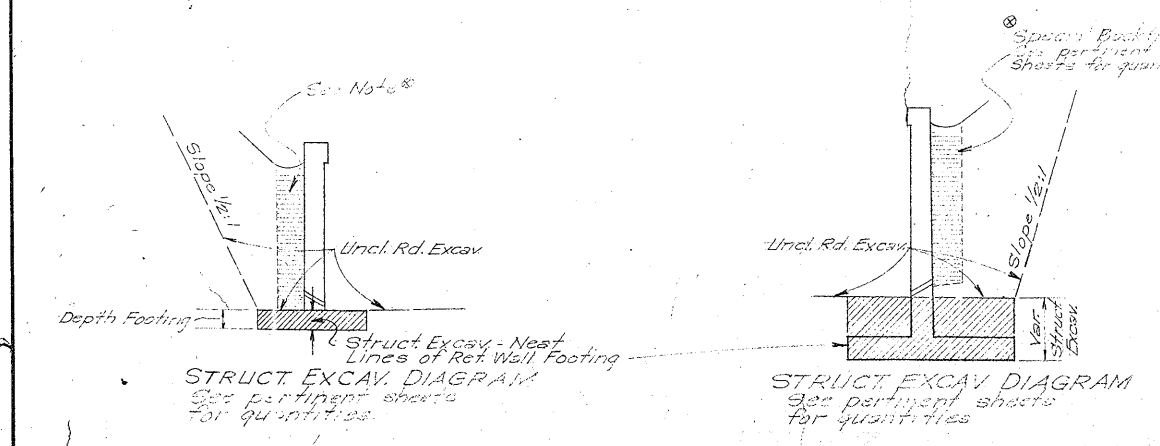 See Note ⊗
Slope 1/2:1
Uncl. Rd. Excav.
Depth Footing
Struct Excav - Neat
Lines of Ret. Wall Footing
STRUCT. EXCAV. DIAGRAM
See pertinent sheets
for quantities
⊗
Special Backfi
See pertinent
sheets for quan
Slope 1/2:1
Uncl. Rd. Excav.
Var.
Struct
Excav.
STRUCT EXCAV DIAGRAM
See pertinent sheets
for quantities